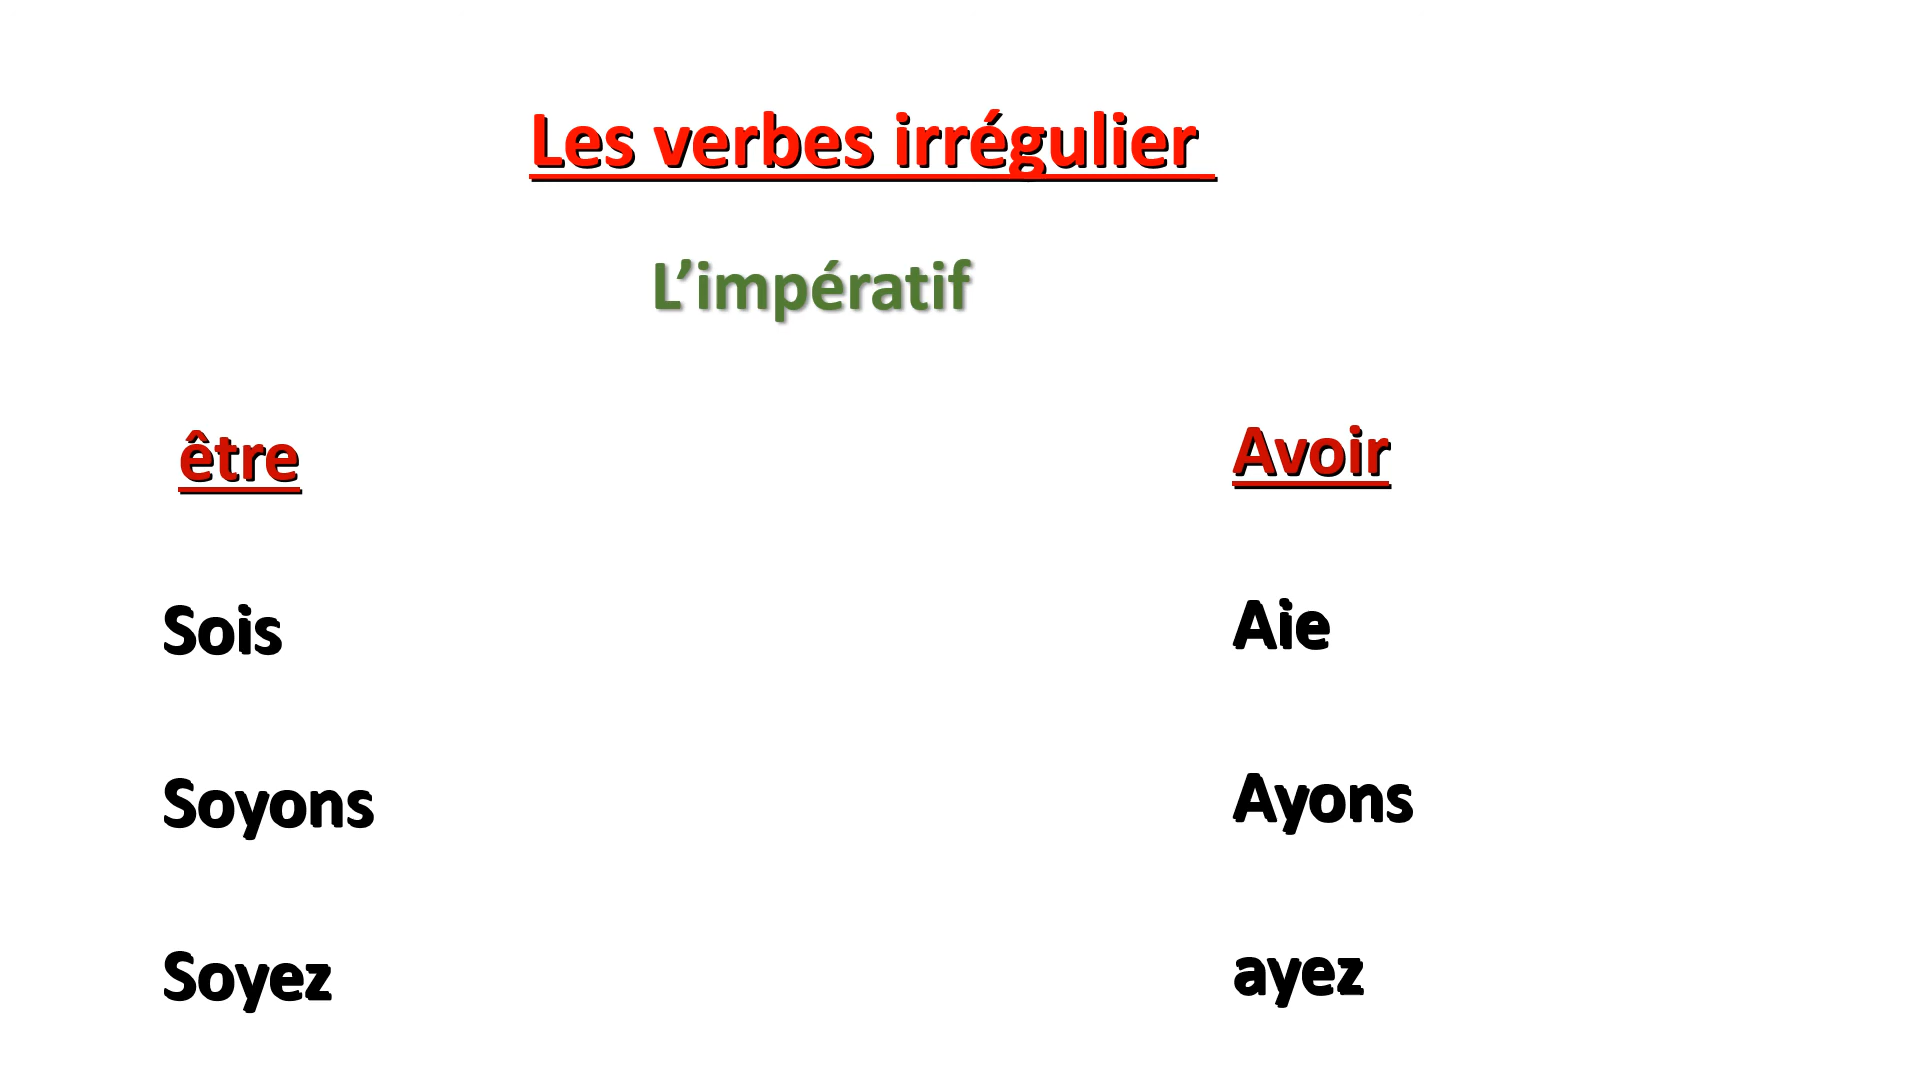 Les verbes irrégulier
L’impératif
être
Avoir
Sois
Aie
Soyons
Ayons
Soyez
ayez